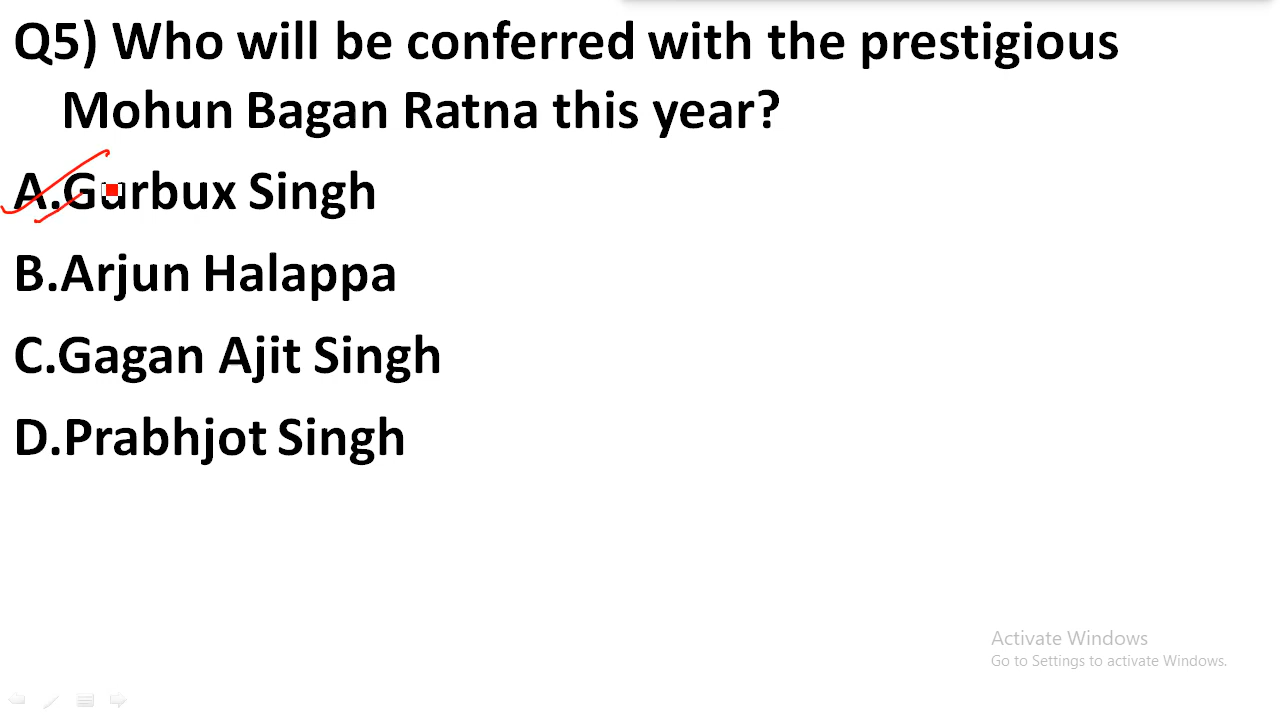 Q5) Who will be conferred with the prestigious
Mohun Bagan Ratna this year?
A.Gurbux Singh
B.Arjun Halappa
C.Gagan Ajit Singh
D.Prabhjot Singh
Activate Windows
Go to Settings to activate Windows.